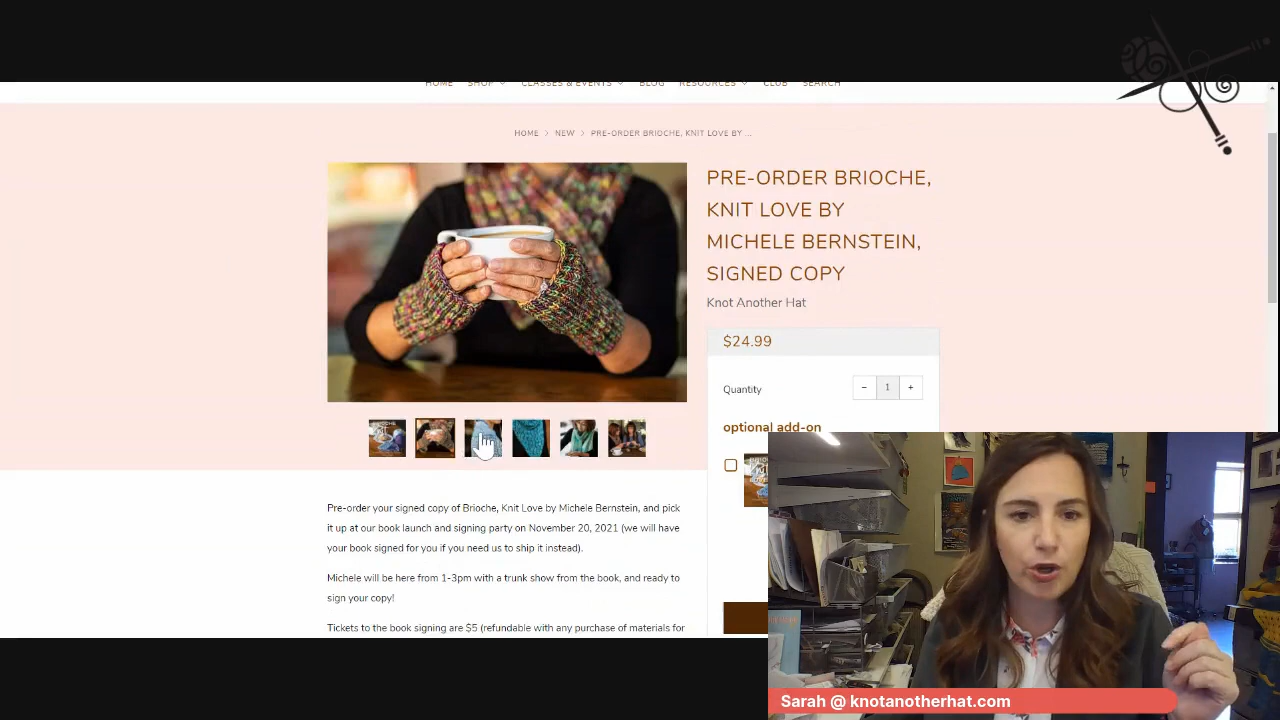 HOME SHOP CLASSES & EVENTS BLOG RESOURCES CLUB SEARCH
HOME > NEW > PRE-ORDER BRIOCHE, KNIT LOVE BY ...
PRE-ORDER BRIOCHE,
KNIT LOVE BY
MICHELE BERNSTEIN,
SIGNED COPY
Knot Another Hat
$24.99
Quantity
− 1 +
optional add-on
Pre-order your signed copy of Brioche, Knit Love by Michele Bernstein, and pick
it up at our book launch and signing party on November 20, 2021 (we will have
your book signed for you if you need us to ship it instead).
Michele will be here from 1-3pm with a trunk show from the book, and ready to
sign your copy!
Tickets to the book signing are $5 (refundable with any purchase of materials for
Sarah @ knotanotherhat.com